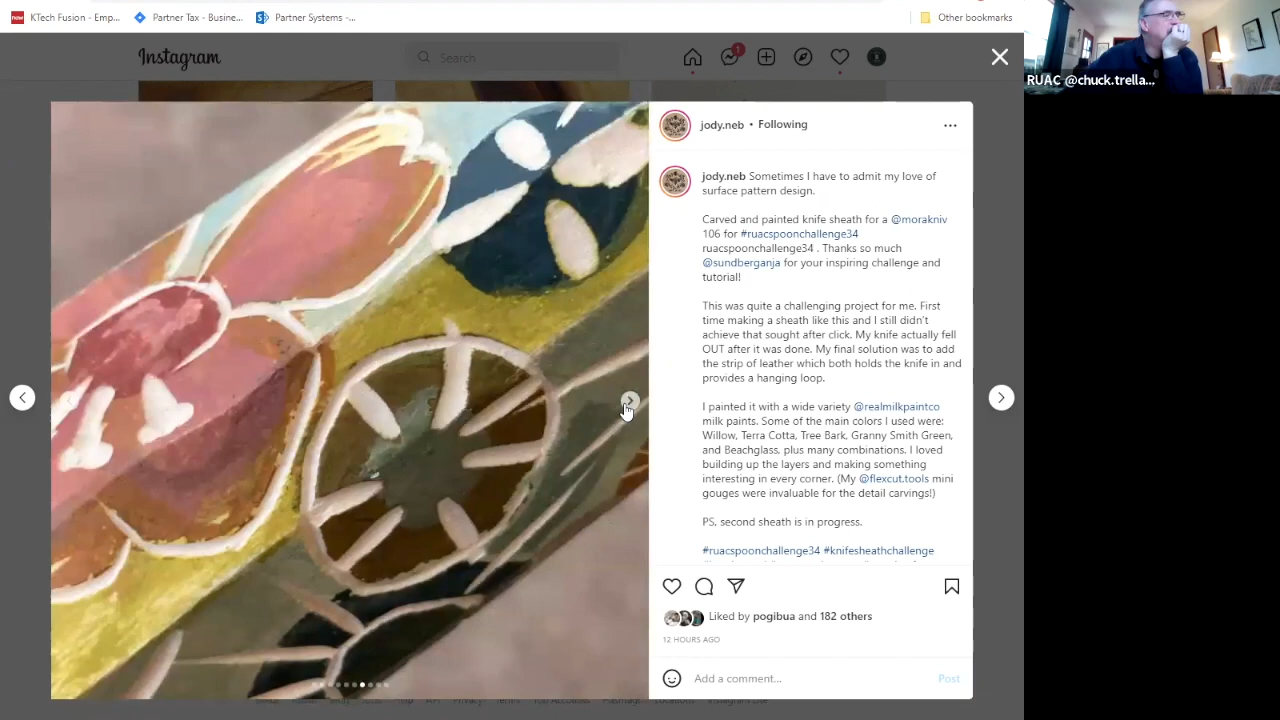 KTech Fusion - Emp...
Partner Tax - Busine...
Partner Systems -...
Other bookmarks
Instagram
Search
1
RUAC @chuck.trella...
jody.neb • Following
jody.neb Sometimes I have to admit my love of
surface pattern design.
Carved and painted knife sheath for a @morakniv
106 for #ruacspoonchallenge34
ruacspoonchallenge34 . Thanks so much
@sundberganja for your inspiring challenge and
tutorial!
This was quite a challenging project for me. First
time making a sheath like this and I still didn't
achieve that sought after click. My knife actually fell
OUT after it was done. My final solution was to add
the strip of leather which both holds the knife in and
provides a hanging loop.
I painted it with a wide variety @realmilkpaintco
milk paints. Some of the main colors I used were:
Willow, Terra Cotta, Tree Bark, Granny Smith Green,
and Beachglass, plus many combinations. I loved
building up the layers and making something
interesting in every corner. (My @flexcut.tools mini
gouges were invaluable for the detail carvings!)
PS, second sheath is in progress.
#ruacspoonchallenge34 #knifesheathchallenge
Liked by pogibua and 182 others
12 HOURS AGO
Add a comment...
Post